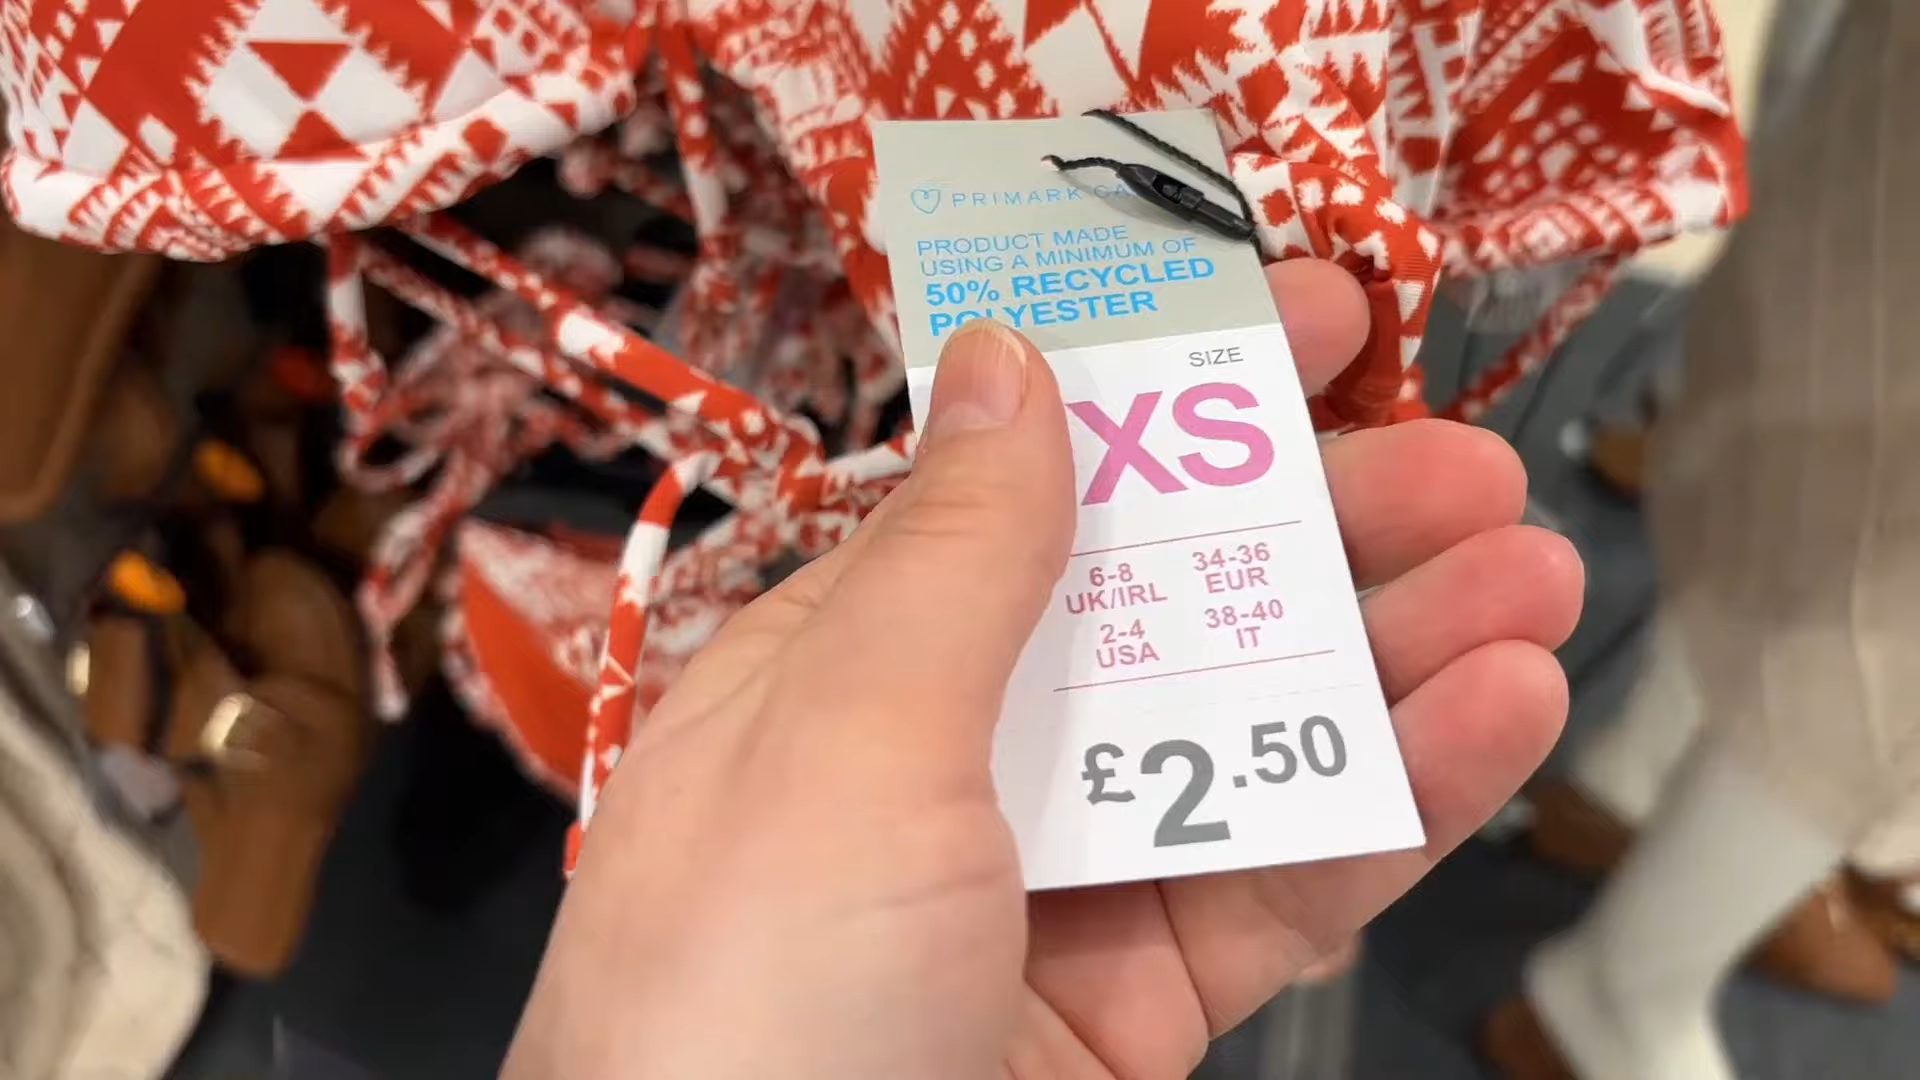 PRIMARK
PRODUCT MADE
USING A MINIMUM OF
50% RECYCLED
POLYESTER
SIZE
XS
6-8
UK/IRL
34-36
EUR
2-4
USA
38-40
IT
£2.50